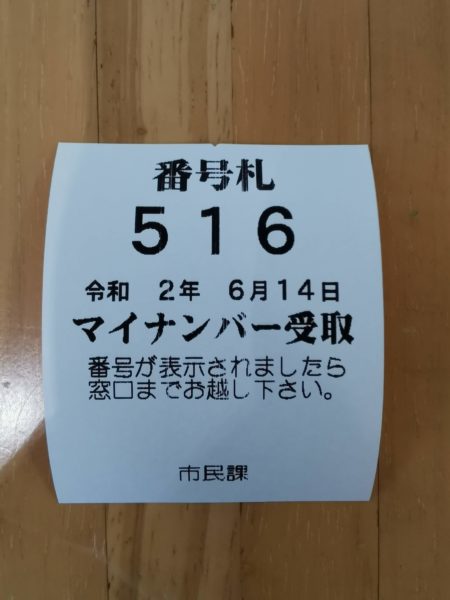 番号札
５１６
令和　２年　６月１４日
マイナンバー受取
番号が表示されましたら
窓口までお越し下さい。
市民課